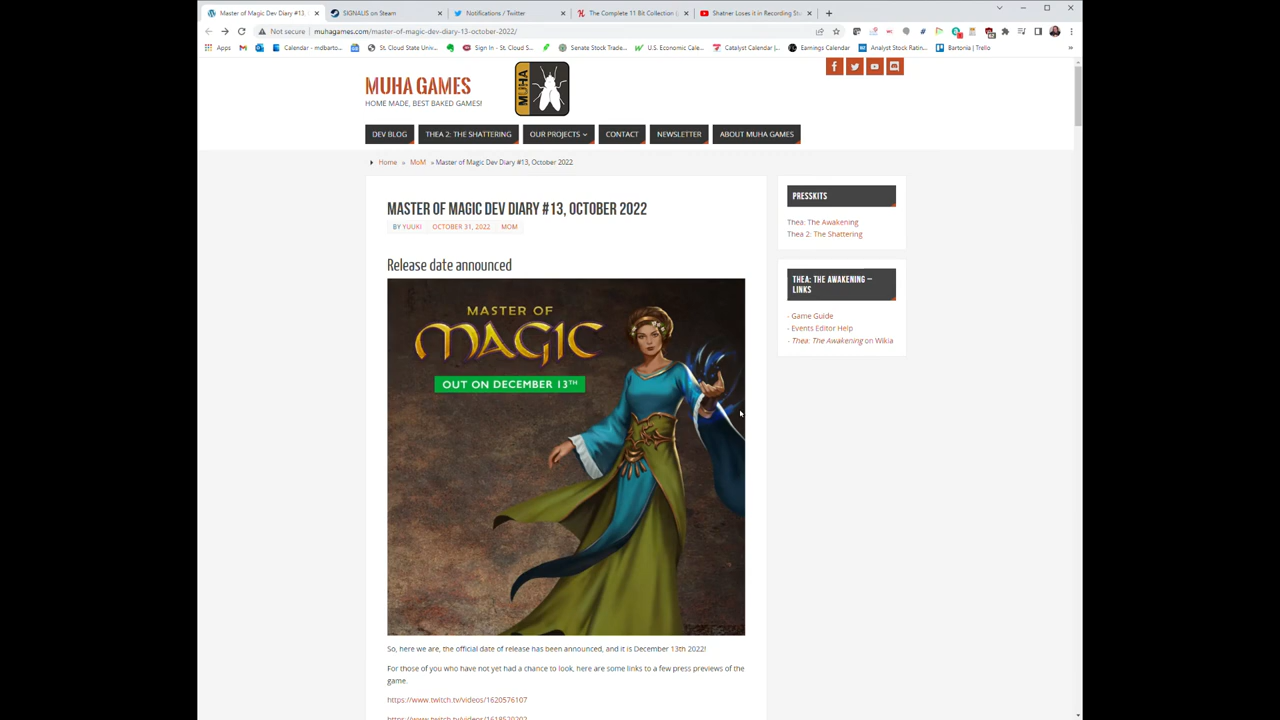 Master of Magic Dev Diary #13
SIGNALIS on Steam
Notifications / Twitter
The Complete 11 Bit Collection (
Shatner Loses it in Recording Stu
Not secure
muhagames.com/master-of-magic-dev-diary-13-october-2022/
Apps
Calendar - mdbarto...
St. Cloud State Univ...
Sign In - St. Cloud S...
Senate Stock Trade...
U.S. Economic Cale...
Catalyst Calendar |...
Earnings Calendar
Analyst Stock Ratin...
Bartonia | Trello
»
MUHA GAMES
HOME MADE, BEST BAKED GAMES!
MUHA
DEV BLOG
THEA 2: THE SHATTERING
OUR PROJECTS
CONTACT
NEWSLETTER
ABOUT MUHA GAMES
Home » MoM » Master of Magic Dev Diary #13, October 2022
MASTER OF MAGIC DEV DIARY #13, OCTOBER 2022
BY YUUKI OCTOBER 31, 2022 MOM
Release date announced
MASTER OF
MAGIC
OUT ON DECEMBER 13TH
So, here we are, the official date of release has been announced, and it is December 13th 2022!
For those of you who have not yet had a chance to look, here are some links to a few press previews of the
game.
https://www.twitch.tv/videos/1620576107
https://www.twitch.tv/videos/1618520202
PRESSKITS
Thea: The Awakening
Thea 2: The Shattering
THEA: THE AWAKENING –
LINKS
- Game Guide
- Events Editor Help
- Thea: The Awakening on Wikia